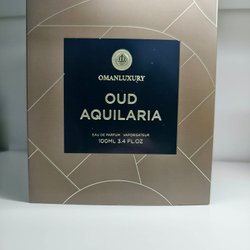 OMANLUXURY
OUD
AQUILARIA
EAU DE PARFUM VAPORISATEUR
100ML 3.4 FL.OZ